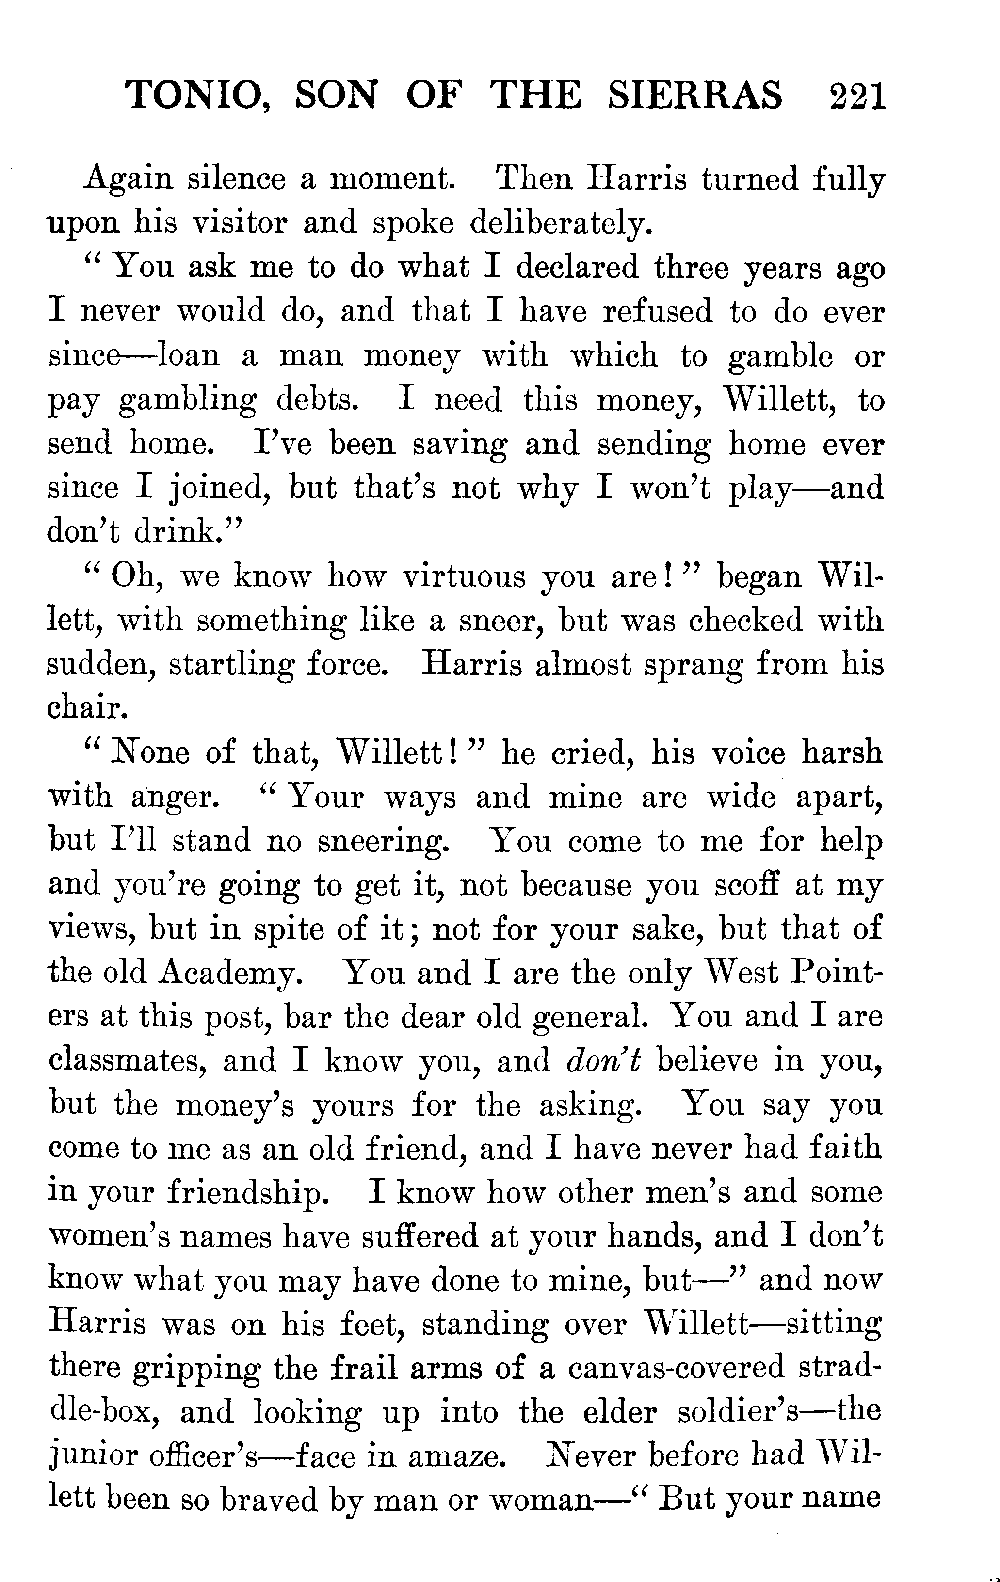 TONIO, SON OF THE SIERRAS 221
Again silence a moment. Then Harris turned fully
upon his visitor and spoke deliberately.
“ You ask me to do what I declared three years ago
I never would do, and that I have refused to do ever
since—loan a man money with which to gamble or
pay gambling debts. I need this money, Willett, to
send home. I’ve been saving and sending home ever
since I joined, but that’s not why I won’t play—and
don’t drink.”
“ Oh, we know how virtuous you are! ” began Wil-
lett, with something like a sneer, but was checked with
sudden, startling force. Harris almost sprang from his
chair.
“ None of that, Willett! ” he cried, his voice harsh
with anger. “ Your ways and mine are wide apart,
but I’ll stand no sneering. You come to me for help
and you’re going to get it, not because you scoff at my
views, but in spite of it; not for your sake, but that of
the old Academy. You and I are the only West Point-
ers at this post, bar the dear old general. You and I are
classmates, and I know you, and don’t believe in you,
but the money’s yours for the asking. You say you
come to me as an old friend, and I have never had faith
in your friendship. I know how other men’s and some
women’s names have suffered at your hands, and I don’t
know what you may have done to mine, but—” and now
Harris was on his feet, standing over Willett—sitting
there gripping the frail arms of a canvas-covered strad-
dle-box, and looking up into the elder soldier’s—the
junior officer’s—face in amaze. Never before had Wil-
lett been so braved by man or woman—“ But your name